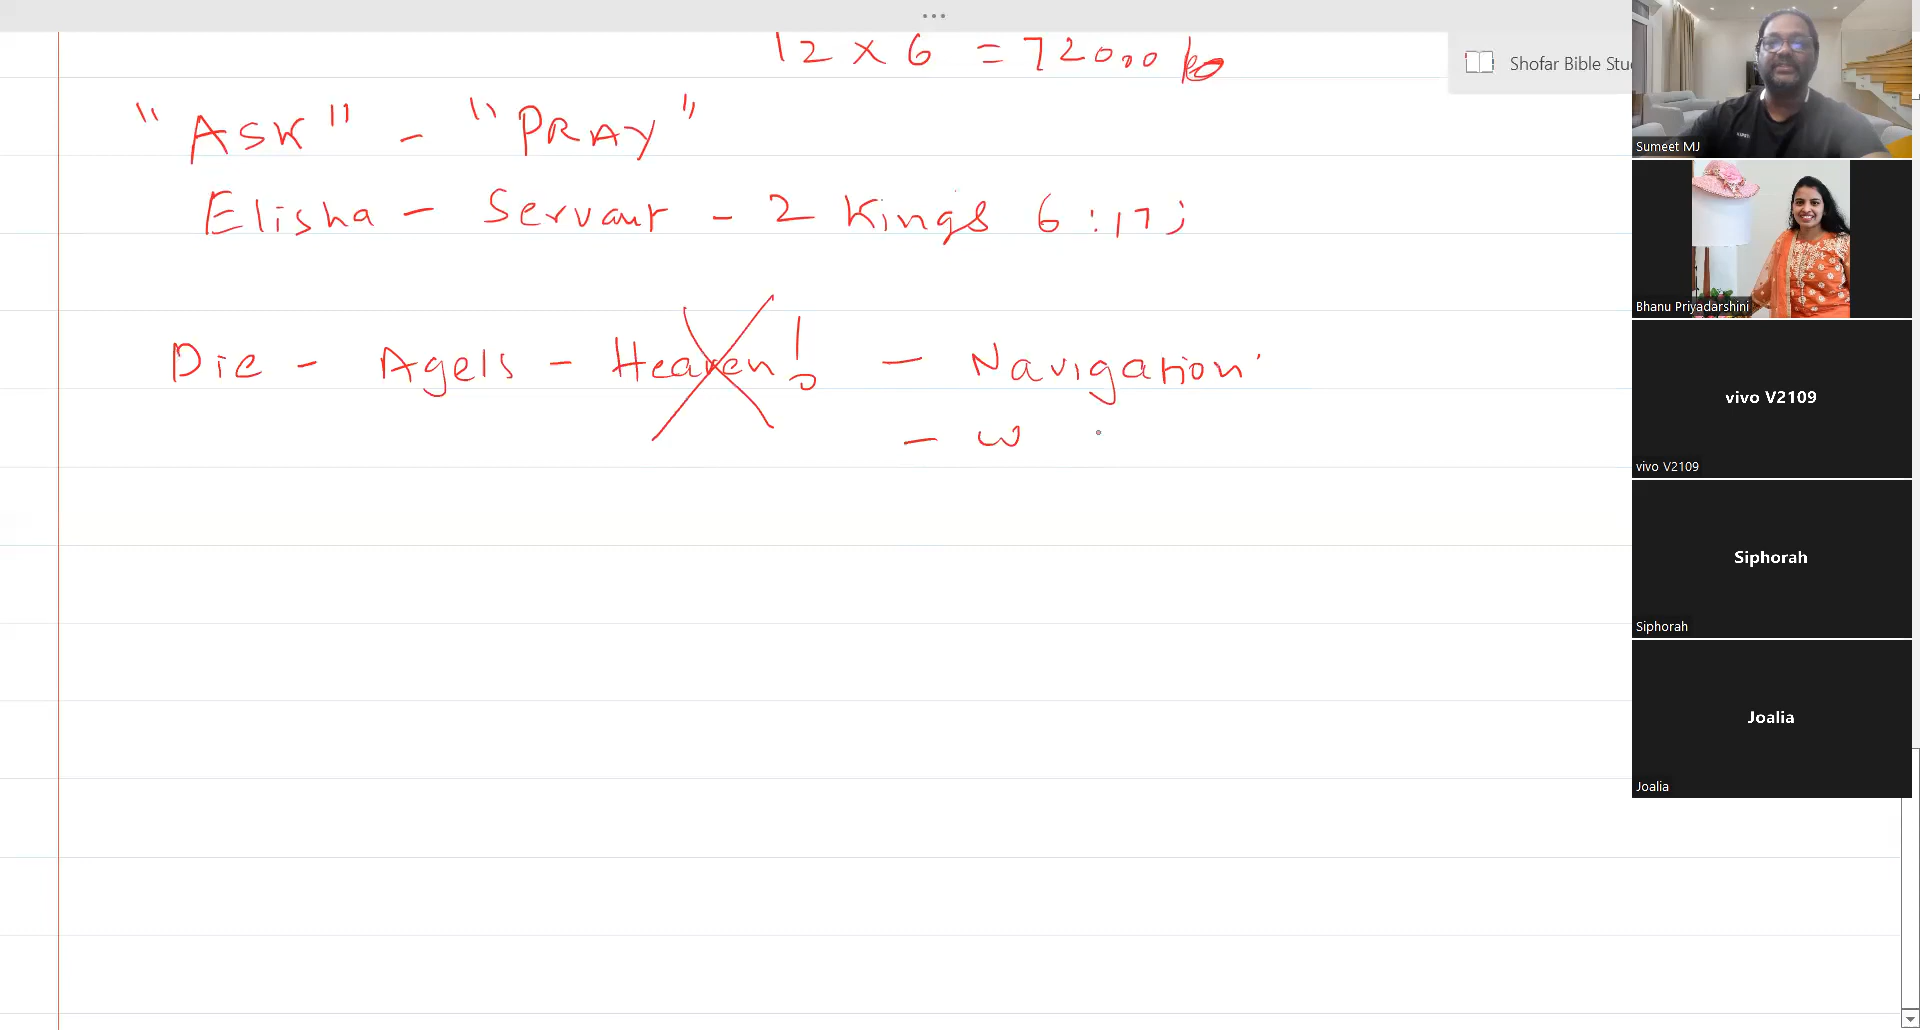 12 x 6 = 72000
Shofar Bible Stu
"ASK" - "PRAY"
Elisha - Servant - 2 Kings 6:17;
Die - Agels - Heaven! - Navigation
- w
Sumeet MJ
Bhanu Priyadarshini
vivo V2109
vivo V2109
Siphorah
Siphorah
Joalia
Joalia